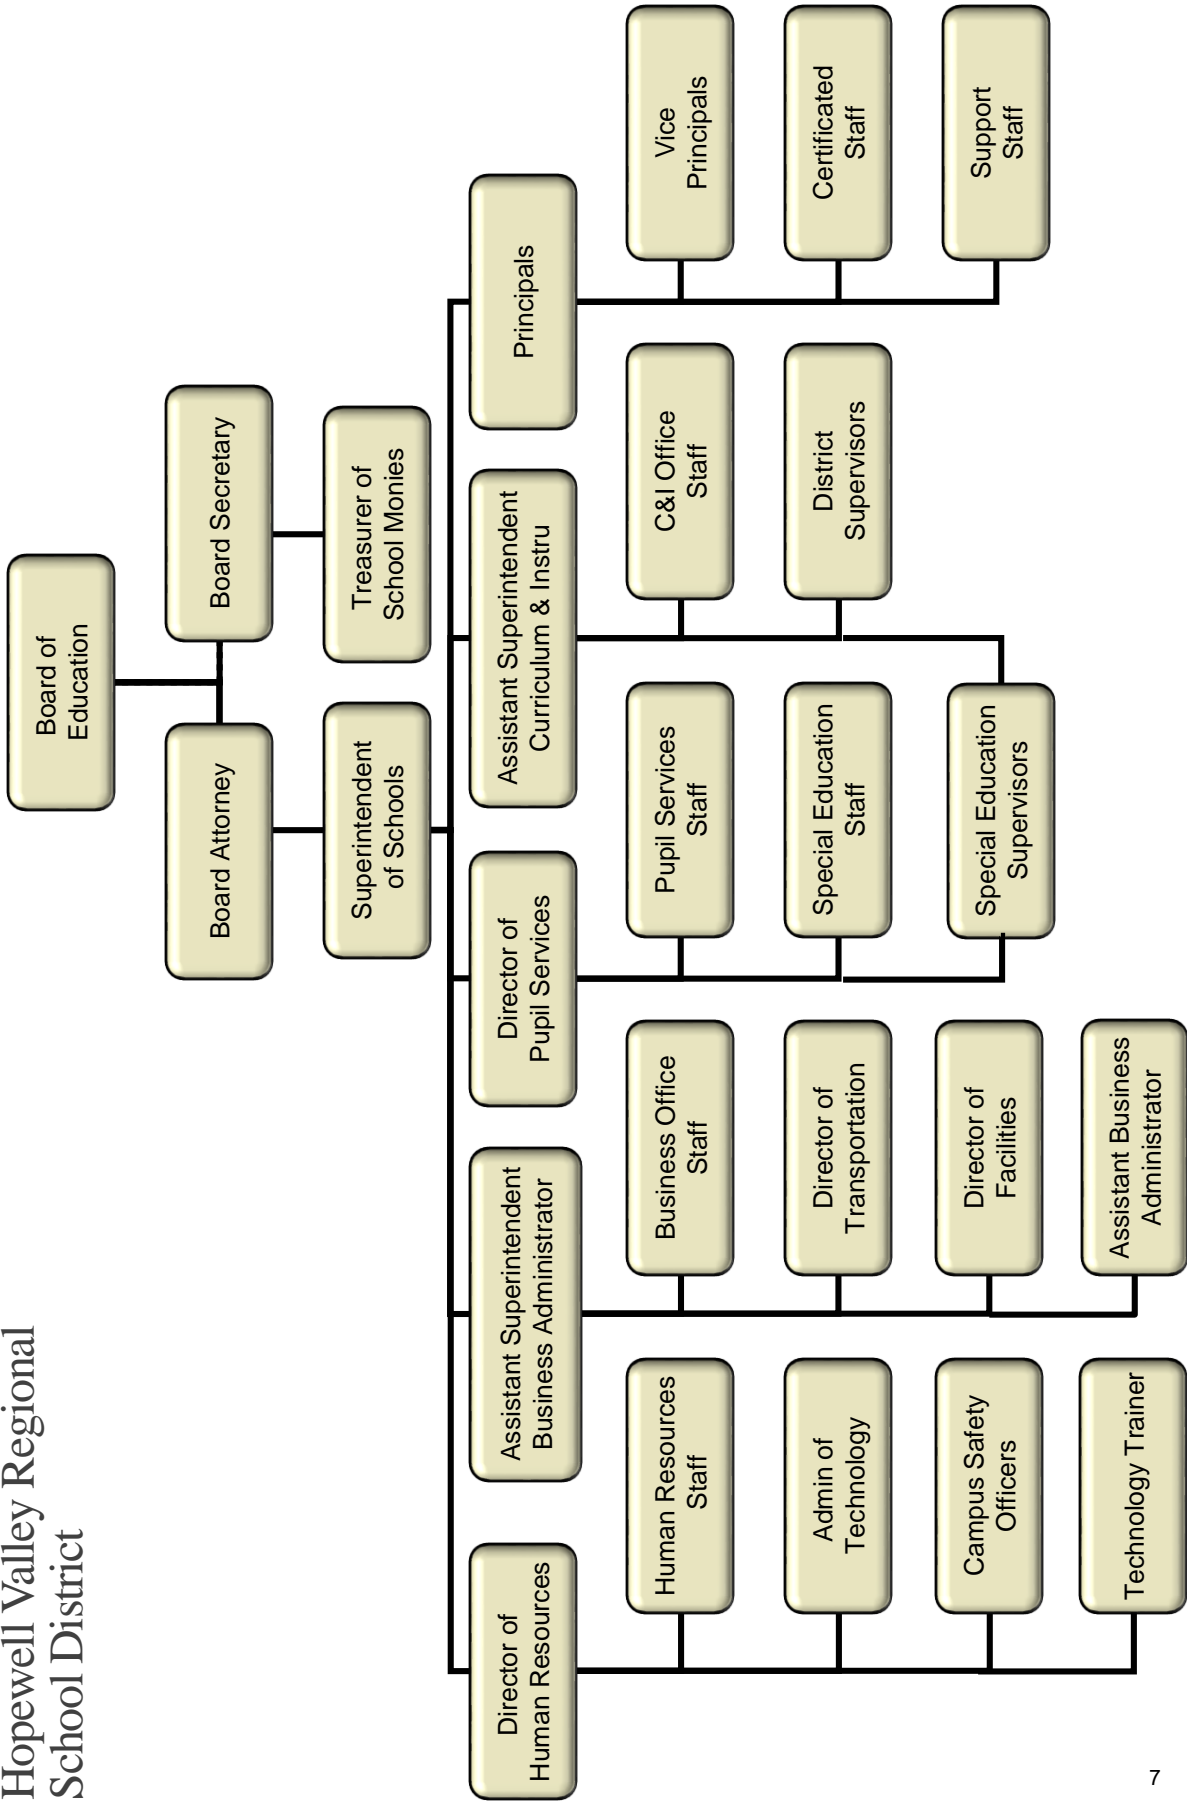 Hopewell Valley Regional
School District
Board of
Education
Board Attorney
Board Secretary
Superintendent
of Schools
Treasurer of
School Monies
Director of
Human Resources
Assistant Superintendent
Business Administrator
Director of
Pupil Services
Assistant Superintendent
Curriculum & Instru
Principals
Human Resources
Staff
Business Office
Staff
Pupil Services
Staff
C&I Office
Staff
Vice
Principals
Admin of
Technology
Director of
Transportation
Special Education
Staff
District
Supervisors
Certificated
Staff
Campus Safety
Officers
Director of
Facilities
Special Education
Supervisors
Support
Staff
Technology Trainer
Assistant Business
Administrator
7